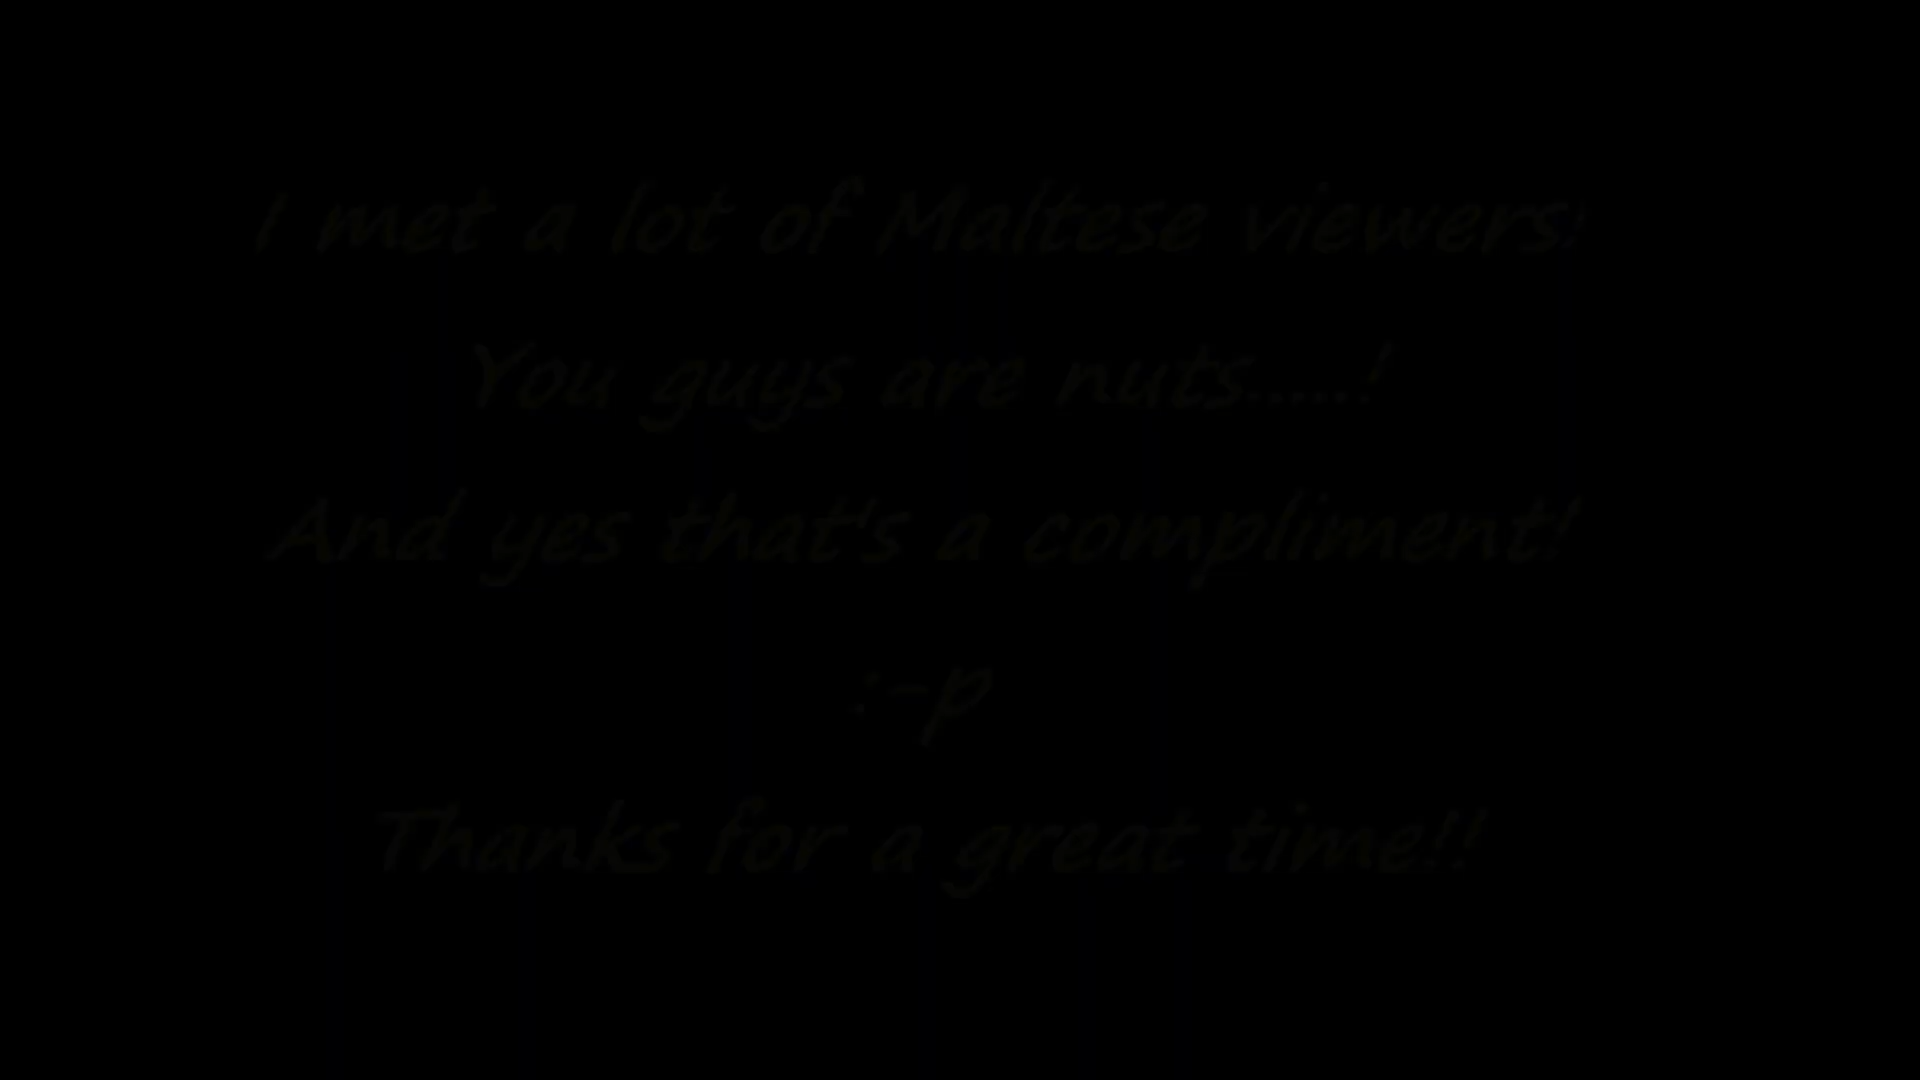 I met a lot of Maltese viewers!
You guys are nuts.....!
And yes that's a compliment!
:-p
Thanks for a great time!!